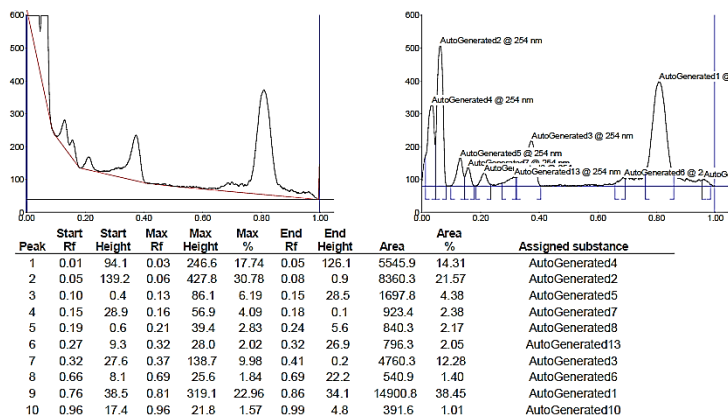 600
500
400
300
200
100
0
0.00 0.20 0.40 0.60 0.80 1.00
600
500
400
300
200
100
0
AutoGenerated2 @ 254 nm
AutoGenerated1 @
AutoGenerated4 @ 254 nm
AutoGenerated3 @ 254 nm
AutoGenerated5 @ 254 nm
AutoGenerated7
AutoGe
AutoGenerated13 @ 254 nm
AutoGenerated6 @ 2
AutoG
0.00 0.20 0.40 0.60 0.80 1.00
Peak Start Rf Start Height Max Rf Max Height Max % End Rf End Height Area Area % Assigned substance
1 0.01 94.1 0.03 246.6 17.74 0.05 126.1 5545.9 14.31 AutoGenerated4
2 0.05 139.2 0.06 427.8 30.78 0.08 0.9 8360.3 21.57 AutoGenerated2
3 0.10 0.4 0.13 86.1 6.19 0.15 28.5 1697.8 4.38 AutoGenerated5
4 0.15 28.9 0.16 56.9 4.09 0.18 0.1 923.4 2.38 AutoGenerated7
5 0.19 0.6 0.21 39.4 2.83 0.24 5.6 840.3 2.17 AutoGenerated8
6 0.27 9.3 0.32 28.0 2.02 0.32 26.9 796.3 2.05 AutoGenerated13
7 0.32 27.6 0.37 138.7 9.98 0.41 0.2 4760.3 12.28 AutoGenerated3
8 0.66 8.1 0.69 25.6 1.84 0.69 22.2 540.9 1.40 AutoGenerated6
9 0.76 38.5 0.81 319.1 22.96 0.86 34.1 14900.8 38.45 AutoGenerated1
10 0.96 17.4 0.96 21.8 1.57 0.99 4.8 391.6 1.01 AutoGenerated10